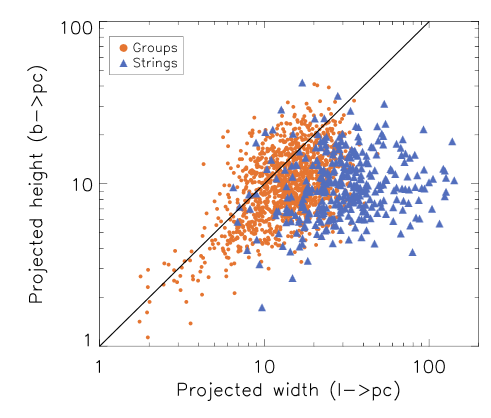 100
10
1
Projected height (b->pc)
Groups
Strings
1
10
100
Projected width (l->pc)